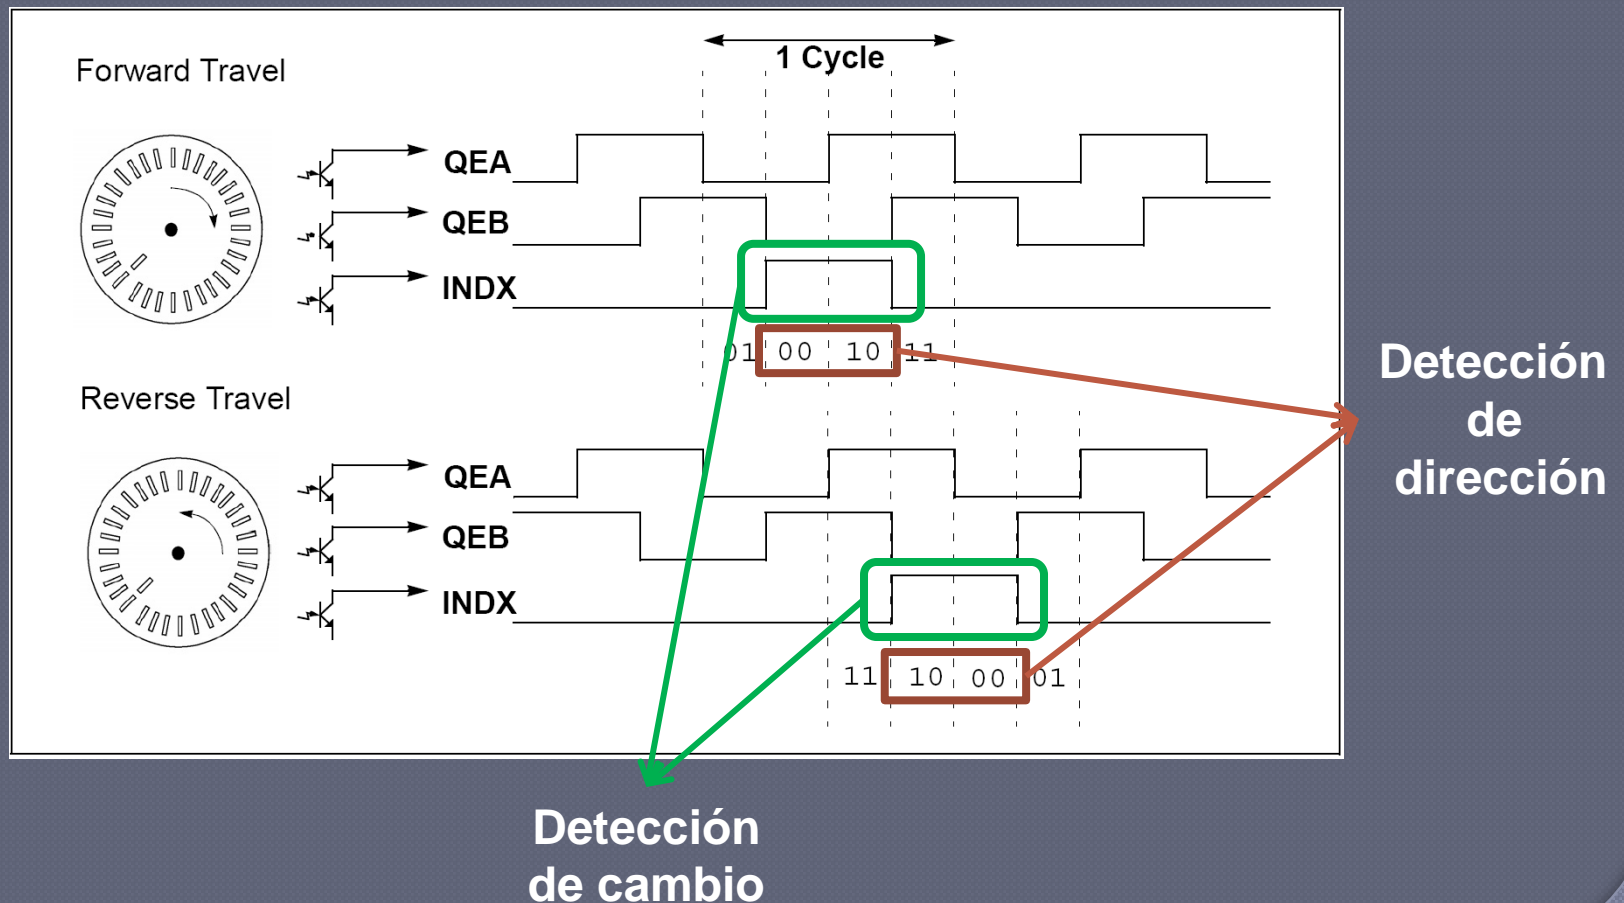 1 Cycle
Forward Travel
QEA
QEB
INDX
01 00 10 11
Reverse Travel
QEA
QEB
INDX
11 10 00 01
Detección
de
dirección
Detección
de cambio